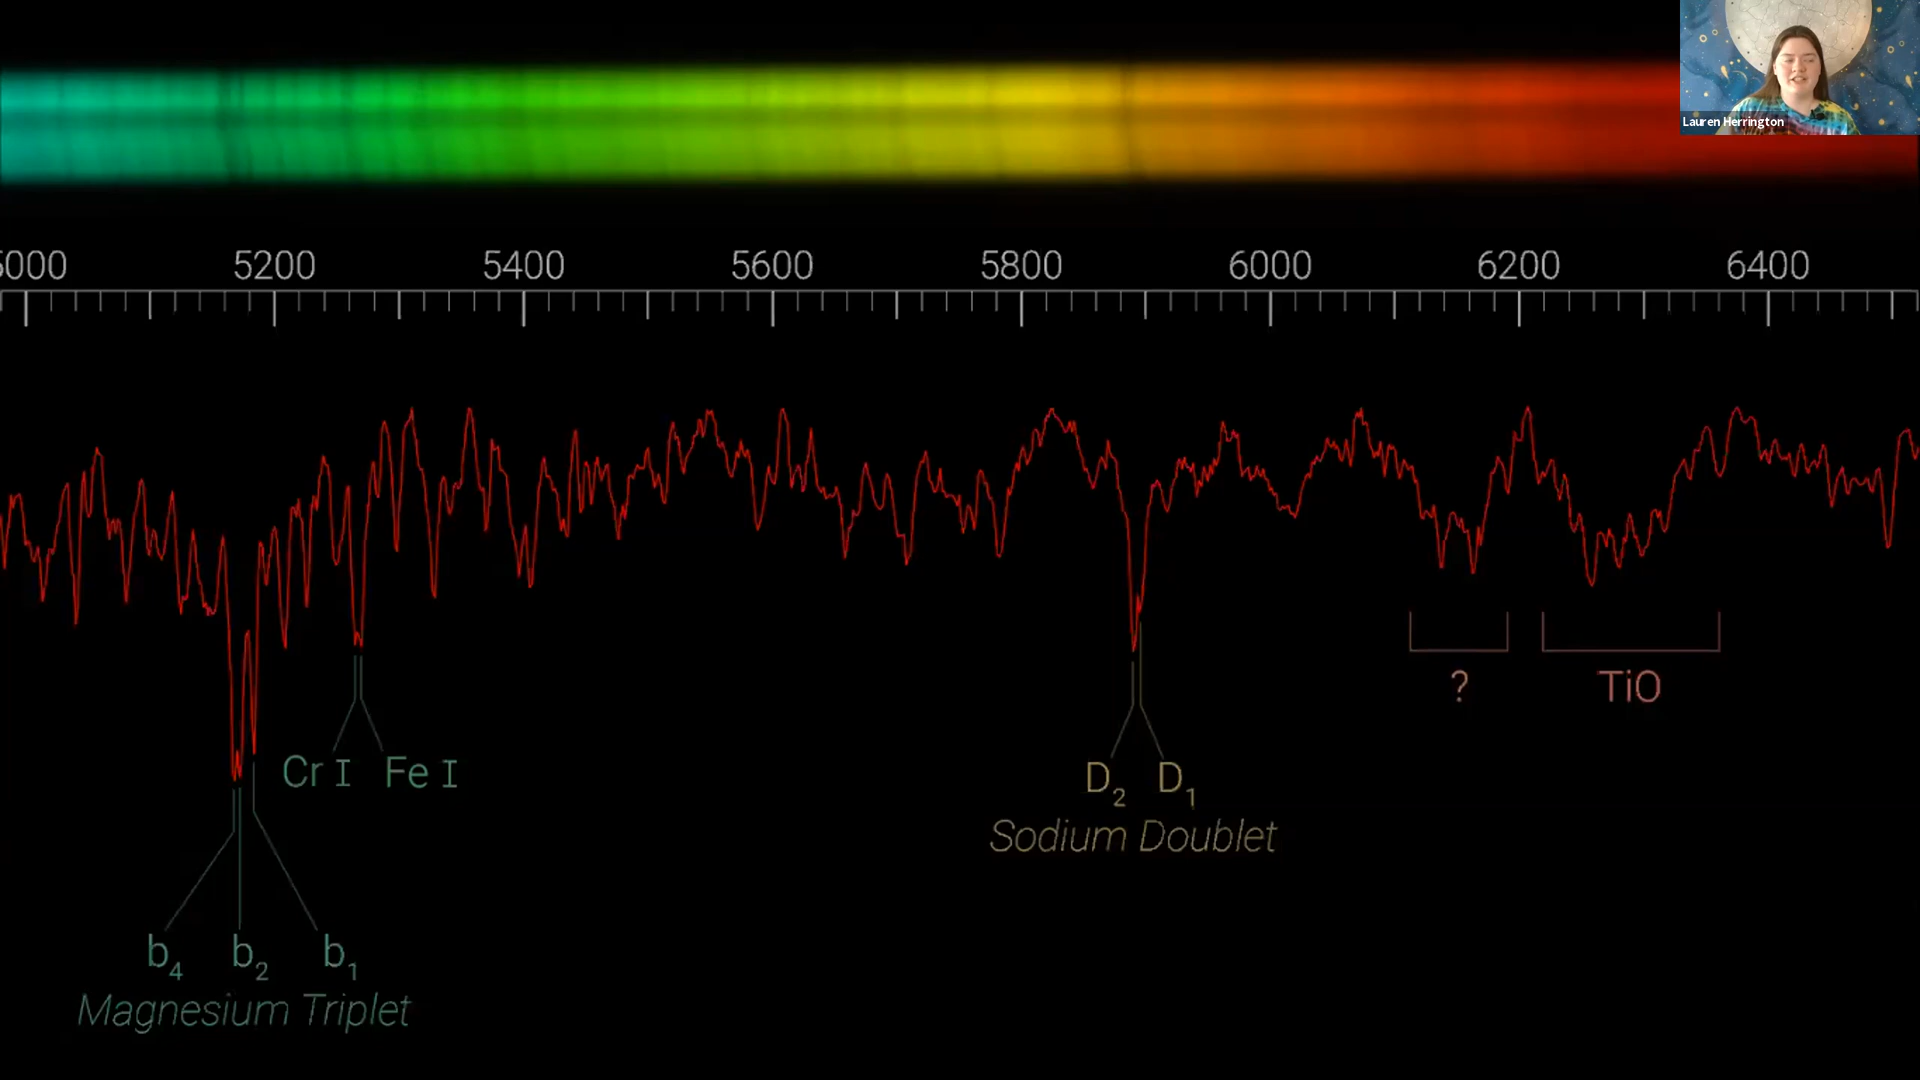 Lauren Herrington
5000 5200 5400 5600 5800 6000 6200 6400
? TiO
Cr I Fe I
D2 D1
Sodium Doublet
b4 b2 b1
Magnesium Triplet